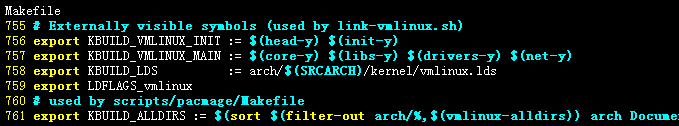 Makefile
755 # Externally visible symbols (used by link-vmlinux.sh)
756 export KBUILD_VMLINUX_INIT := $(head-y) $(init-y)
757 export KBUILD_VMLINUX_MAIN := $(core-y) $(libs-y) $(drivers-y) $(net-y)
758 export KBUILD_LDS          := arch/$(SRCARCH)/kernel/vmlinux.lds
759 export LDFLAGS_vmlinux
760 # used by scripts/pacmage/Makefile
761 export KBUILD_ALLDIRS := $(sort $(filter-out arch/%,$(vmlinux-alldirs)) arch Docume